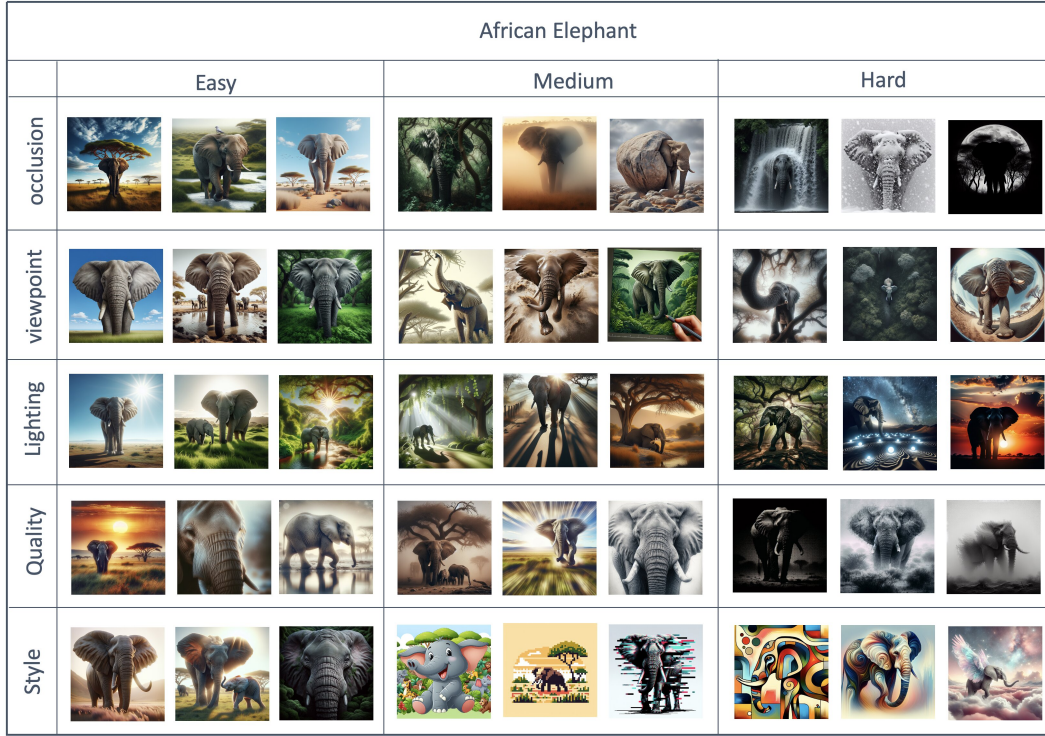 African Elephant
Easy
Medium
Hard
occlusion
viewpoint
Lighting
Quality
Style